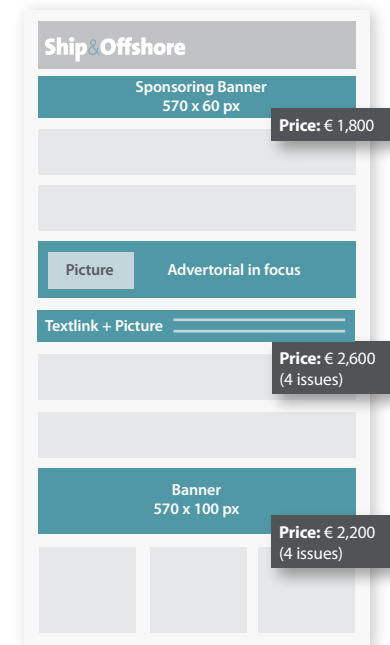 Ship&Offshore
Sponsoring Banner
570 x 60 px
Price: € 1,800
Picture
Advertorial in focus
Textlink + Picture
Price: € 2,600
(4 issues)
Banner
570 x 100 px
Price: € 2,200
(4 issues)